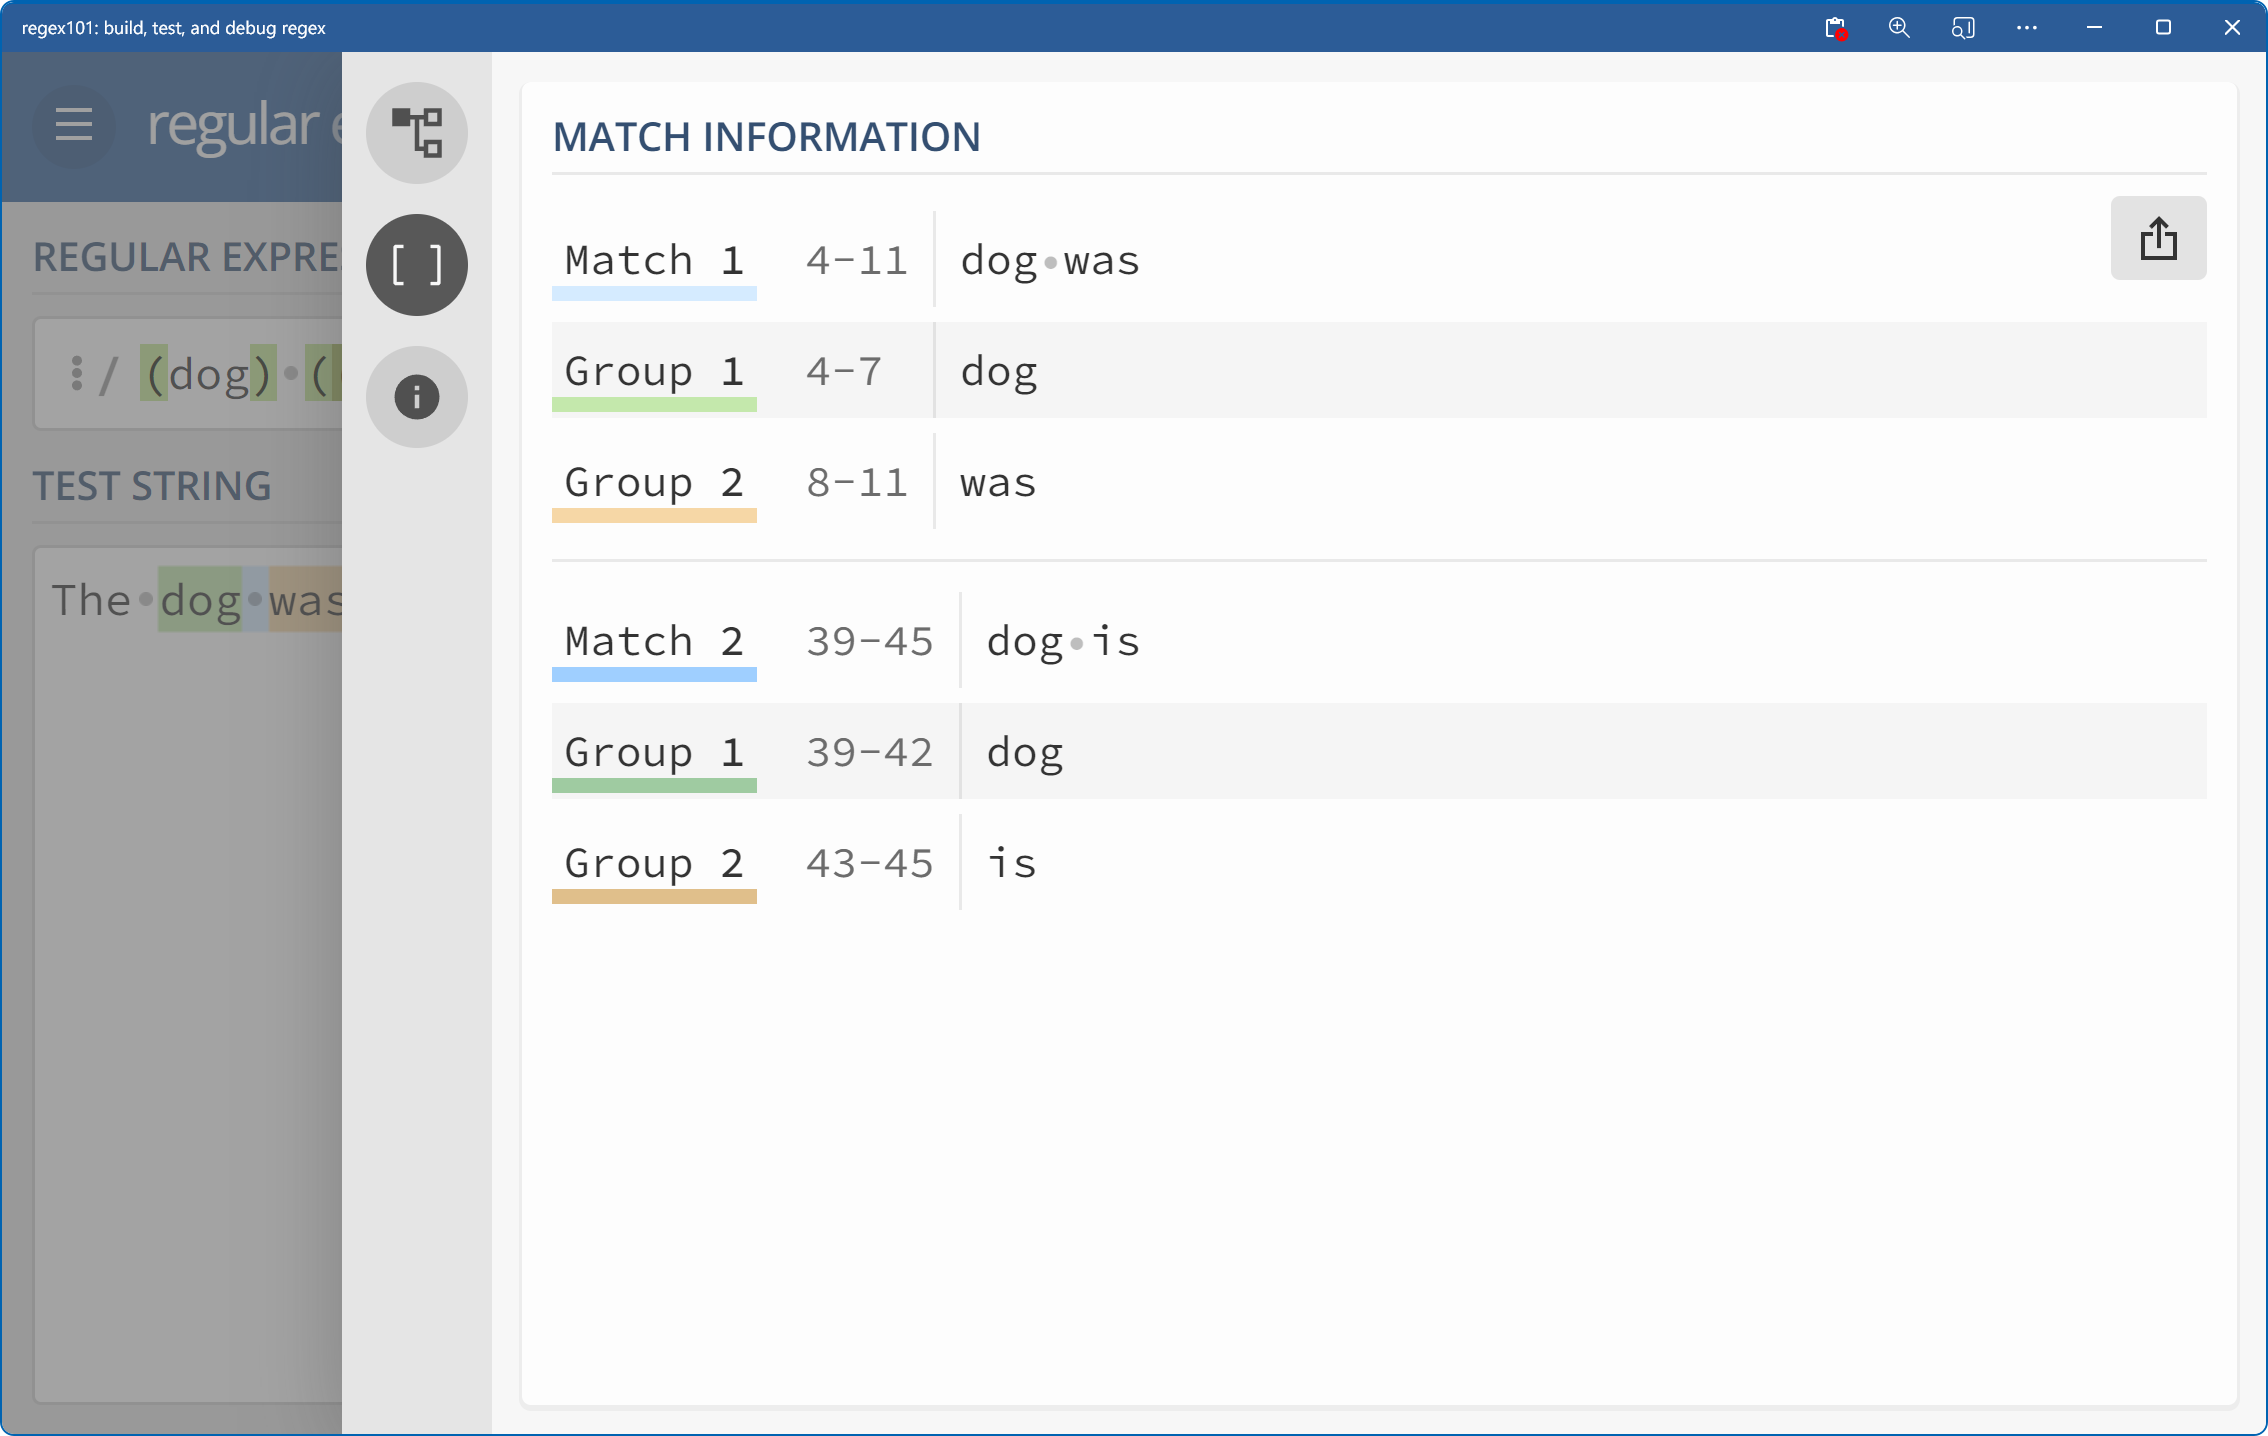 regex101: build, test, and debug regex
regular
REGULAR EXPRE
/ (dog) (
TEST STRING
The dog was
MATCH INFORMATION
Match 1 4-11 dog was
Group 1 4-7 dog
Group 2 8-11 was
Match 2 39-45 dog is
Group 1 39-42 dog
Group 2 43-45 is